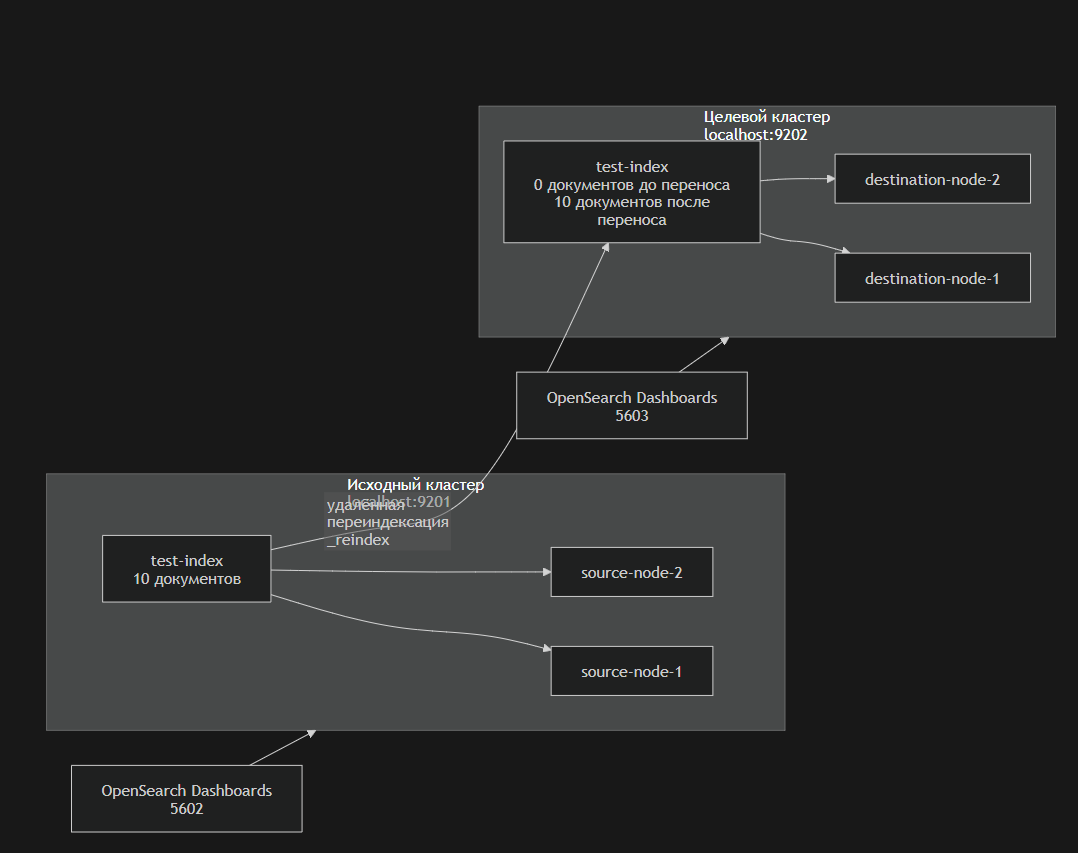 Целевой кластер
localhost:9202
test-index
0 документов до переноса
10 документов после
переноса
destination-node-2
destination-node-1
OpenSearch Dashboards
5603
Исходный кластер
localhost:9201
удаленная
переиндексация
_reindex
test-index
10 документов
source-node-2
source-node-1
OpenSearch Dashboards
5602